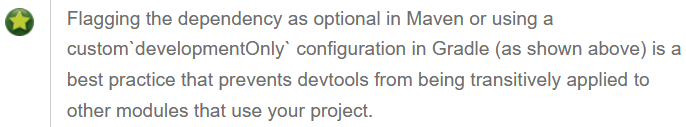 Flagging the dependency as optional in Maven or using a
custom`developmentOnly` configuration in Gradle (as shown above) is a
best practice that prevents devtools from being transitively applied to
other modules that use your project.